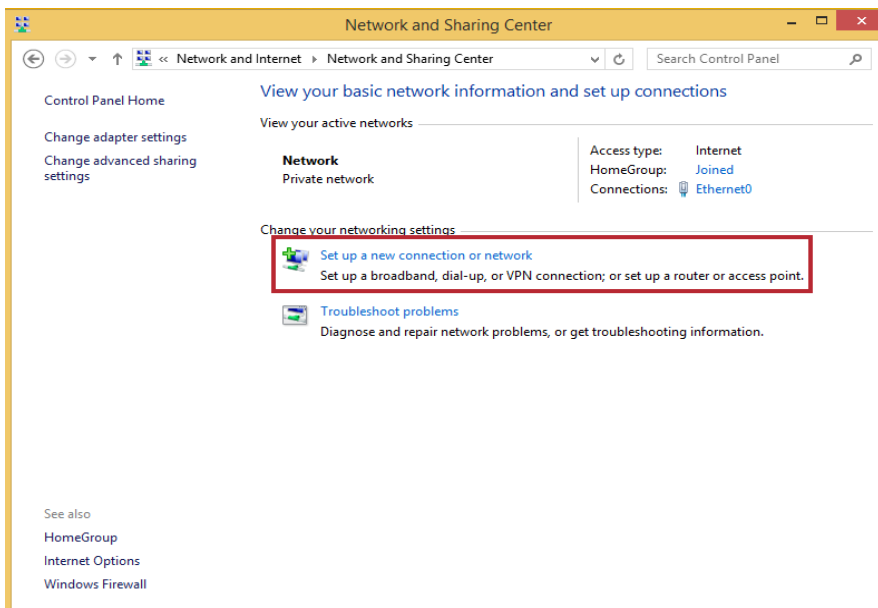 Network and Sharing Center
« Network and Internet ▸ Network and Sharing Center
Search Control Panel
Control Panel Home
Change adapter settings
Change advanced sharing
settings
View your basic network information and set up connections
View your active networks
Network
Private network
Access type: Internet
HomeGroup: Joined
Connections: Ethernet0
Change your networking settings
Set up a new connection or network
Set up a broadband, dial-up, or VPN connection; or set up a router or access point.
Troubleshoot problems
Diagnose and repair network problems, or get troubleshooting information.
See also
HomeGroup
Internet Options
Windows Firewall